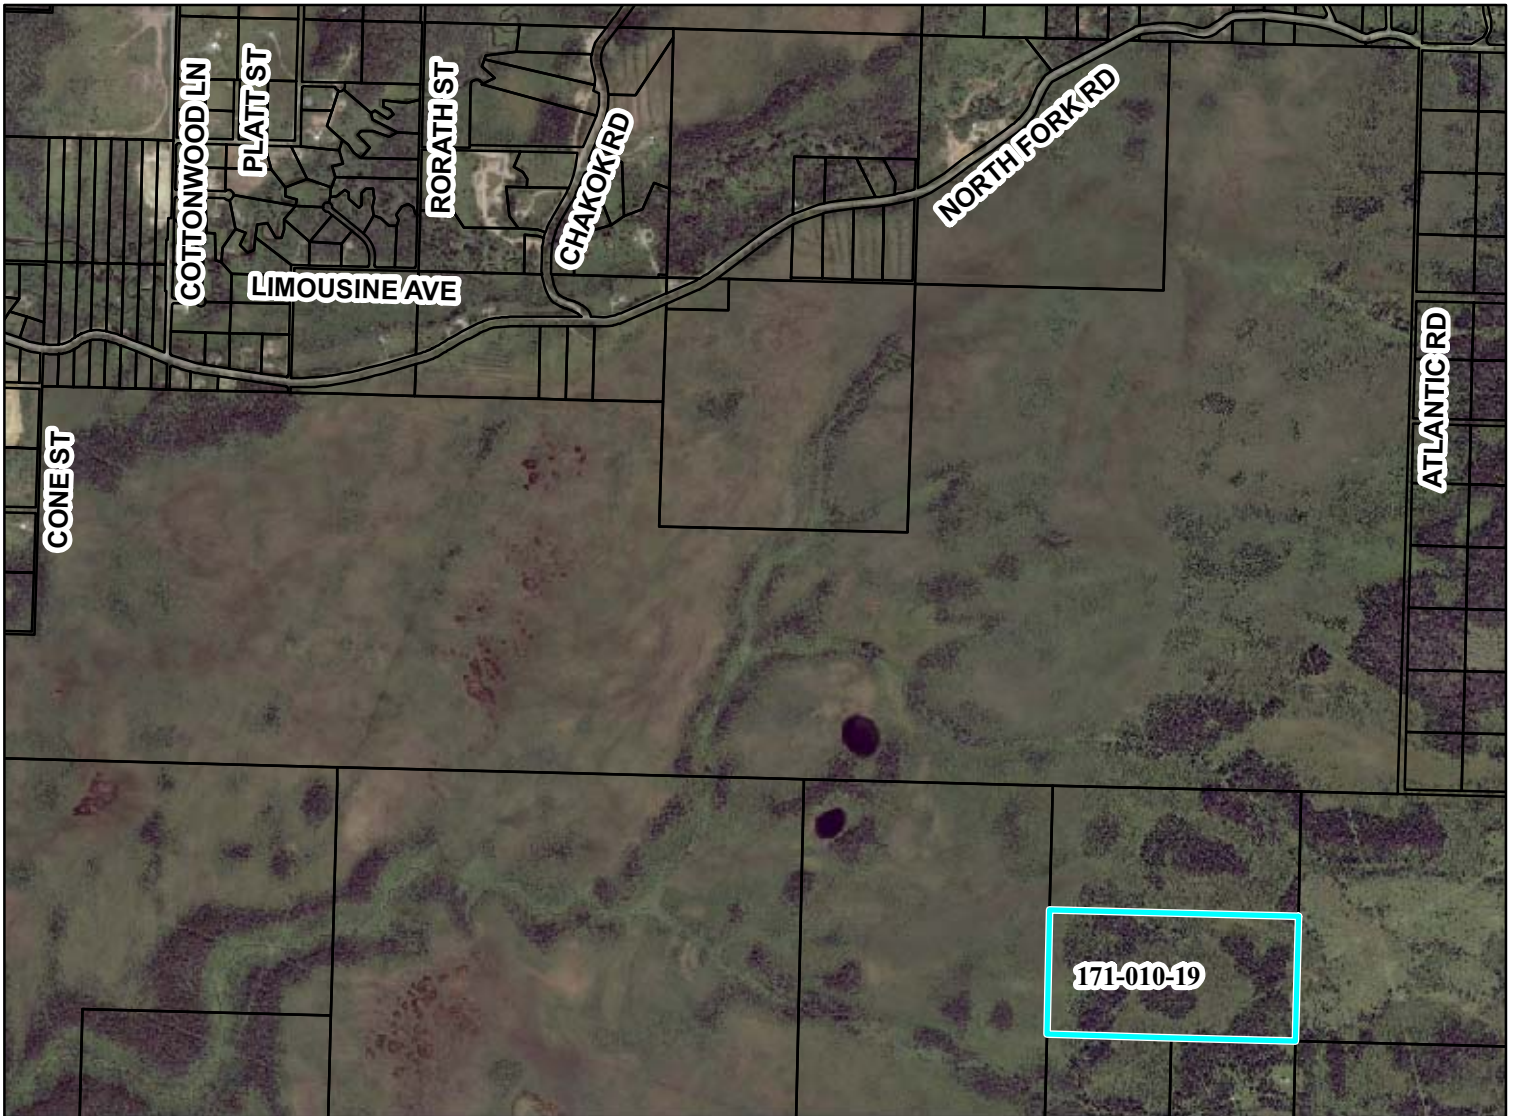 COTTONWOOD LN
PLATT ST
RORATH ST
CHAKOK RD
NORTH FORK RD
LIMOUSINE AVE
ATLANTIC RD
CONE ST
171-010-19